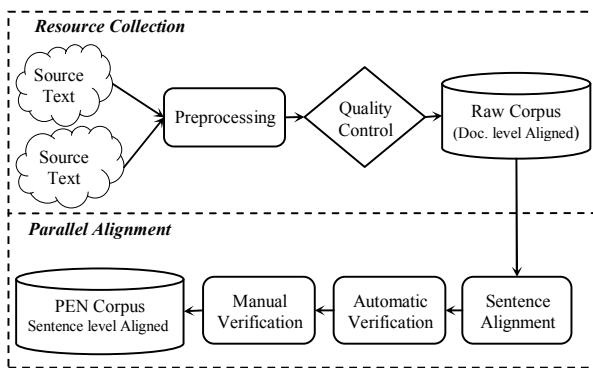 Resource Collection
Source
Text
Source
Text
Preprocessing
Quality
Control
Raw Corpus
(Doc. level Aligned)
Parallel Alignment
PEN Corpus
Sentence level Aligned
Manual
Verification
Automatic
Verification
Sentence
Alignment